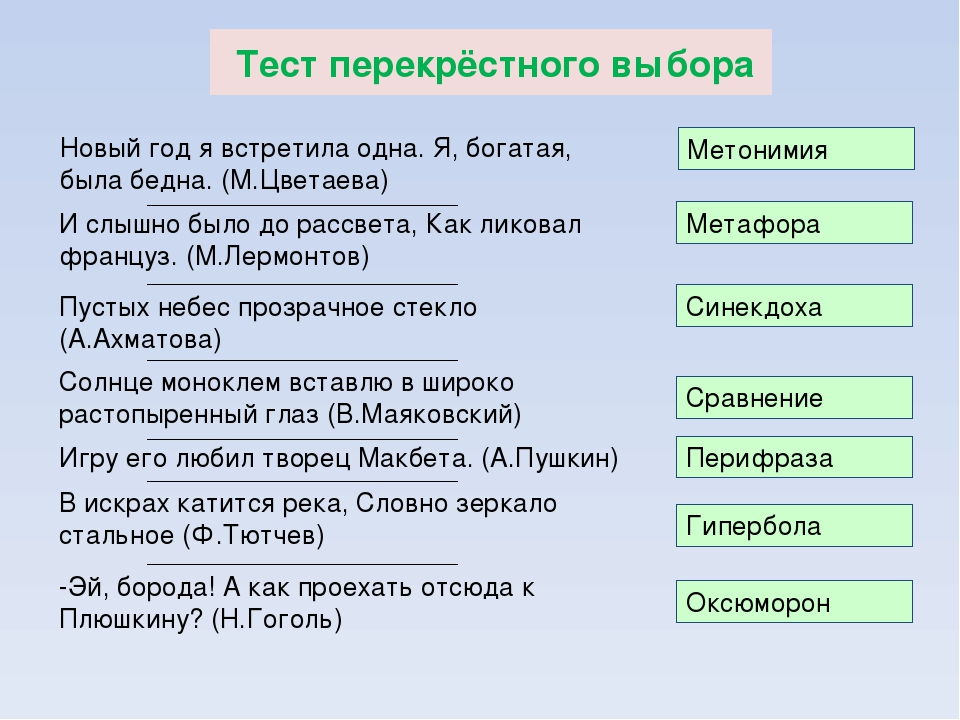 Тест перекрёстного выбора
Новый год я встретила одна. Я, богатая,
была бедна. (М.Цветаева)
Метонимия
И слышно было до рассвета, Как ликовал
француз. (М.Лермонтов)
Метафора
Пустых небес прозрачное стекло
(А.Ахматова)
Синекдоха
Солнце моноклем вставлю в широко
растопыренный глаз (В.Маяковский)
Сравнение
Игру его любил творец Макбета. (А.Пушкин)
Перифраза
В искрах катится река, Словно зеркало
стальное (Ф.Тютчев)
Гипербола
-Эй, борода! А как проехать отсюда к
Плюшкину? (Н.Гоголь)
Оксюморон